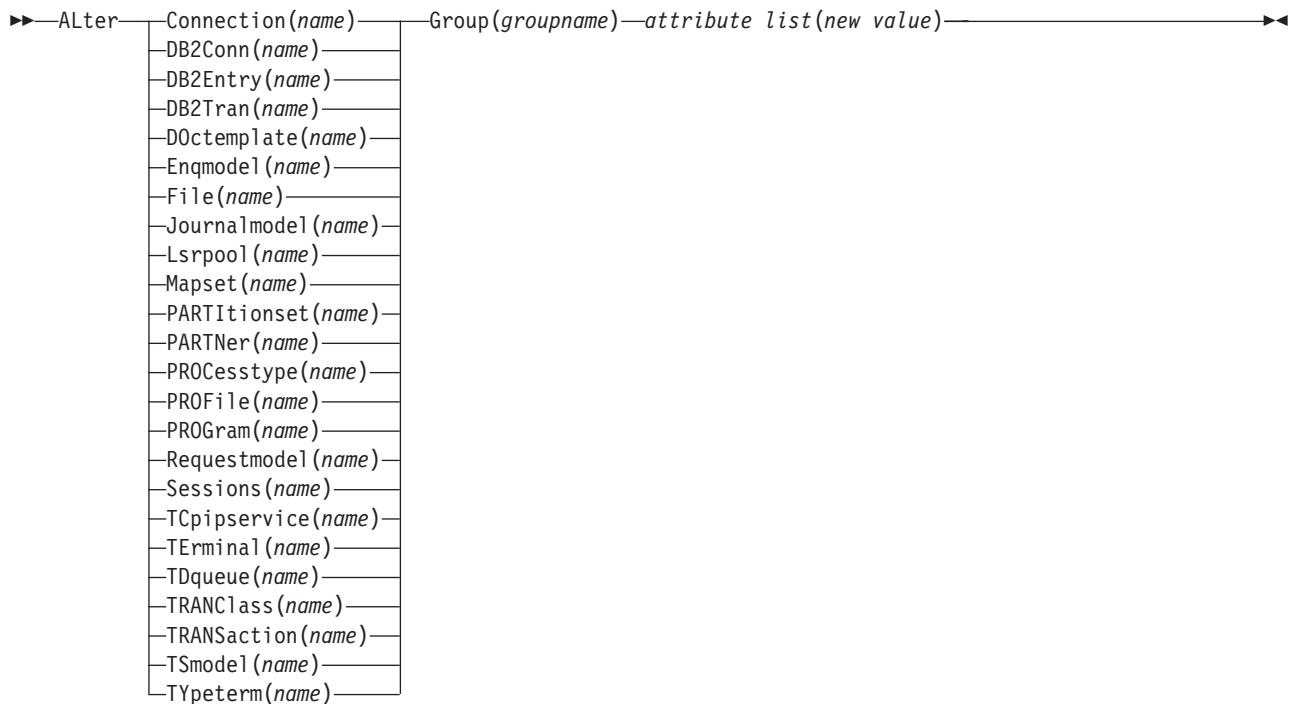 ALter Connection(name) Group(groupname) attribute list(new value)
DB2Conn(name)
DB2Entry(name)
DB2Tran(name)
DOctemplate(name)
Enqmodel(name)
File(name)
Journalmodel(name)
Lsrpool(name)
Mapset(name)
PARTItionset(name)
PARTNer(name)
PROCesstype(name)
PROFile(name)
PROGram(name)
Requestmodel(name)
Sessions(name)
TCpipservice(name)
TErminal(name)
TDqueue(name)
TRANClass(name)
TRANSaction(name)
TSmodel(name)
TYpeterm(name)